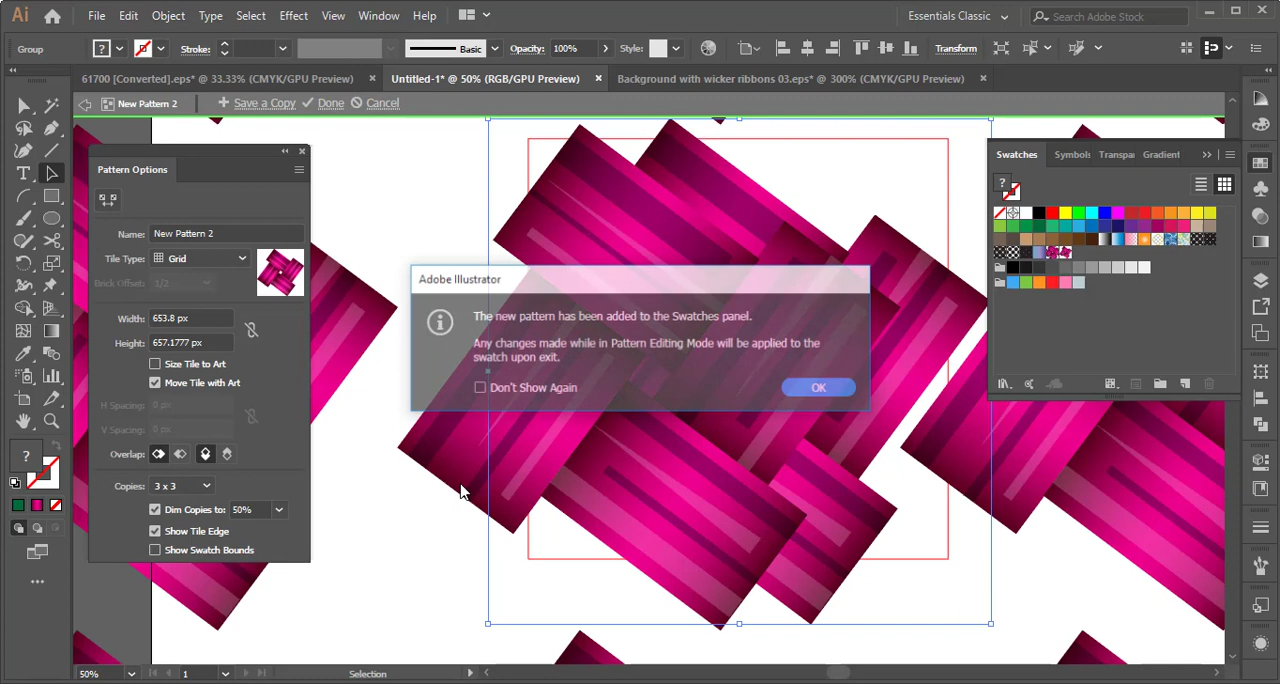 Ai File Edit Object Type Select Effect View Window Help Essentials Classic Search Adobe Stock
Group ? Stroke: Basic Opacity: 100% Style: Transform
61700 [Converted].eps* @ 33.33% (CMYK/GPU Preview) × Untitled-1* @ 50% (RGB/GPU Preview) × Background with wicker ribbons 03.eps* @ 300% (CMYK/GPU Preview) ×
New Pattern 2 + Save a Copy Done Cancel
Pattern Options
Name: New Pattern 2
Tile Type: Grid
Brick Offset: 1/2
Width: 653.8 px
Height: 657.1777 px
Size Tile to Art
Move Tile with Art
H Spacing: 0 px
V Spacing: 0 px
Overlap:
Copies: 3 x 3
Dim Copies to: 50%
Show Tile Edge
Show Swatch Bounds
Adobe Illustrator
The new pattern has been added to the Swatches panel.
Any changes made while in Pattern Editing Mode will be applied to the
swatch upon exit.
Don't Show Again OK
Swatches Symbols Transpa Gradient
?
T
?
50% 1 Selection